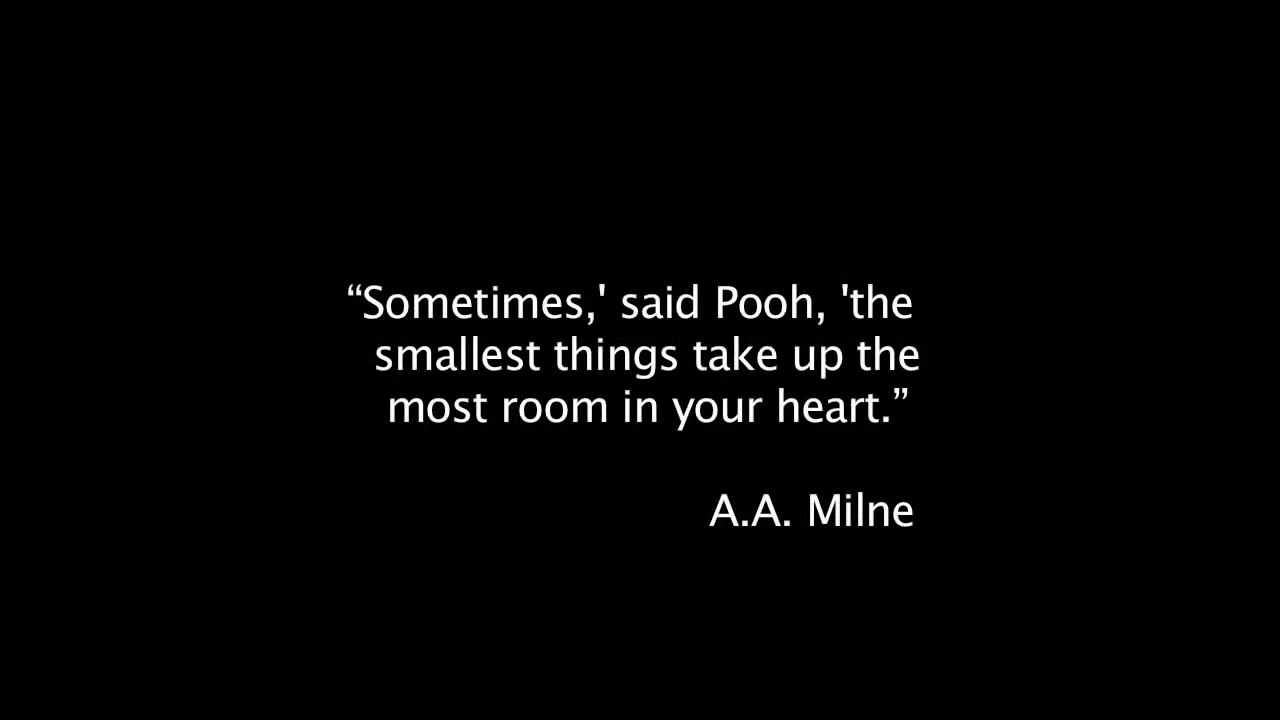 “Sometimes,' said Pooh, 'the
smallest things take up the
most room in your heart.”
A.A. Milne